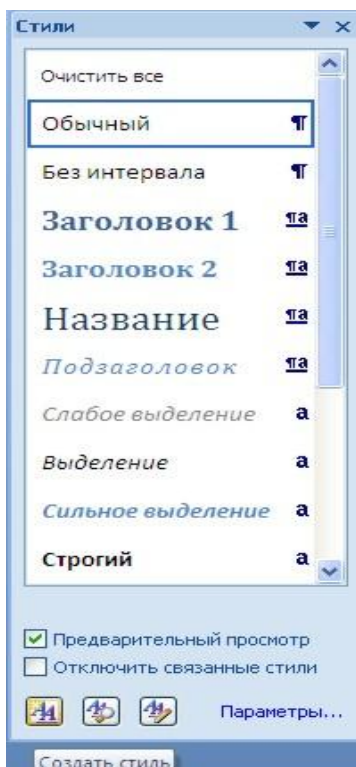 Стили
Очистить все
Обычный ¶
Без интервала ¶
Заголовок 1 ¶a
Заголовок 2 ¶a
Название ¶a
Подзаголовок ¶a
Слабое выделение a
Выделение a
Сильное выделение a
Строгий a
Предварительный просмотр
Отключить связанные стили
Параметры...
Создать стиль